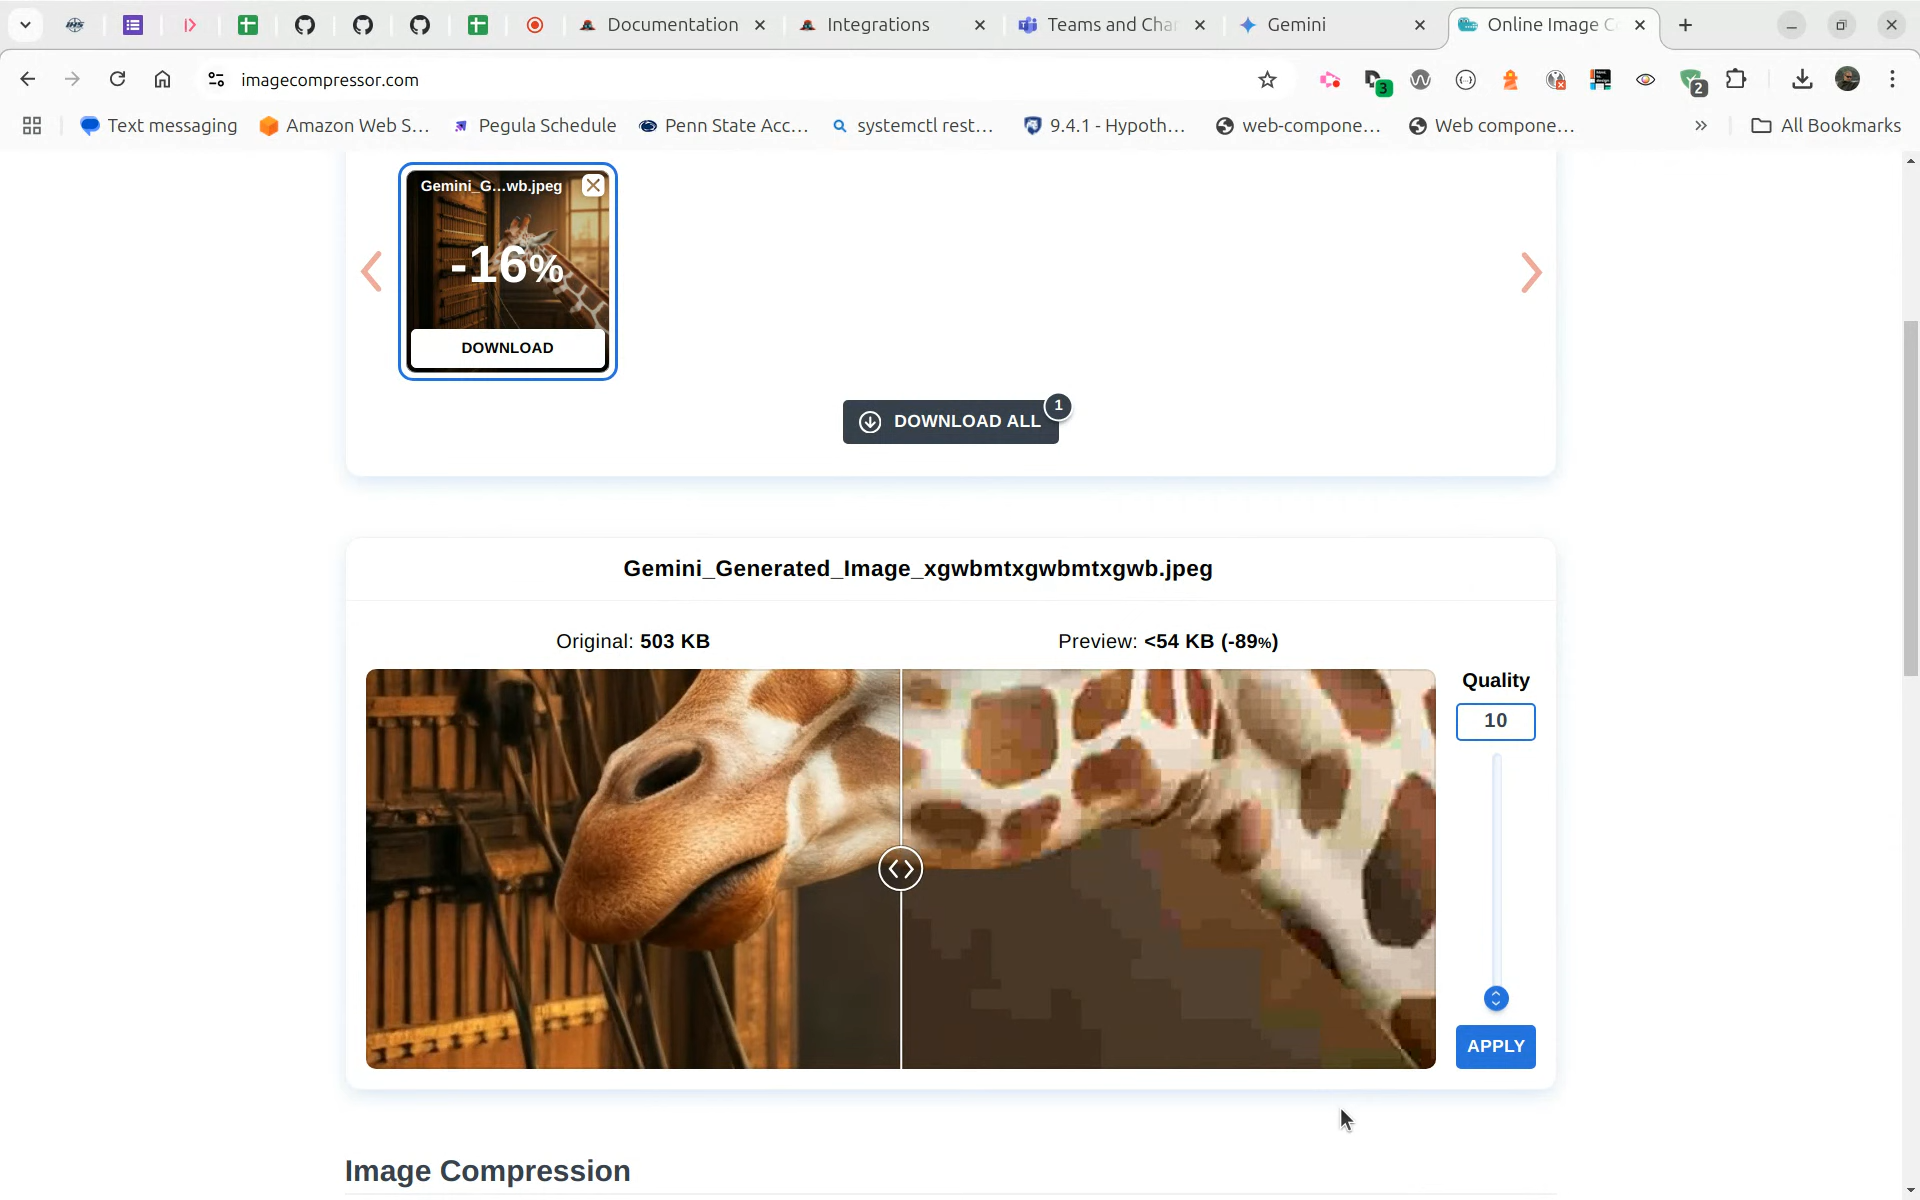 Documentation
Integrations
Teams and Cha
Gemini
Online Image C
imagecompressor.com
3
2
Text messaging
Amazon Web S...
Pegula Schedule
Penn State Acc...
systemctl rest...
9.4.1 - Hypoth...
web-compone...
Web compone...
All Bookmarks
Gemini_G...wb.jpeg
-16%
DOWNLOAD
DOWNLOAD ALL
1
Gemini_Generated_Image_xgwbmtxgwbmtxgwb.jpeg
Original: 503 KB
Preview: <54 KB (-89%)
Quality
10
APPLY
Image Compression